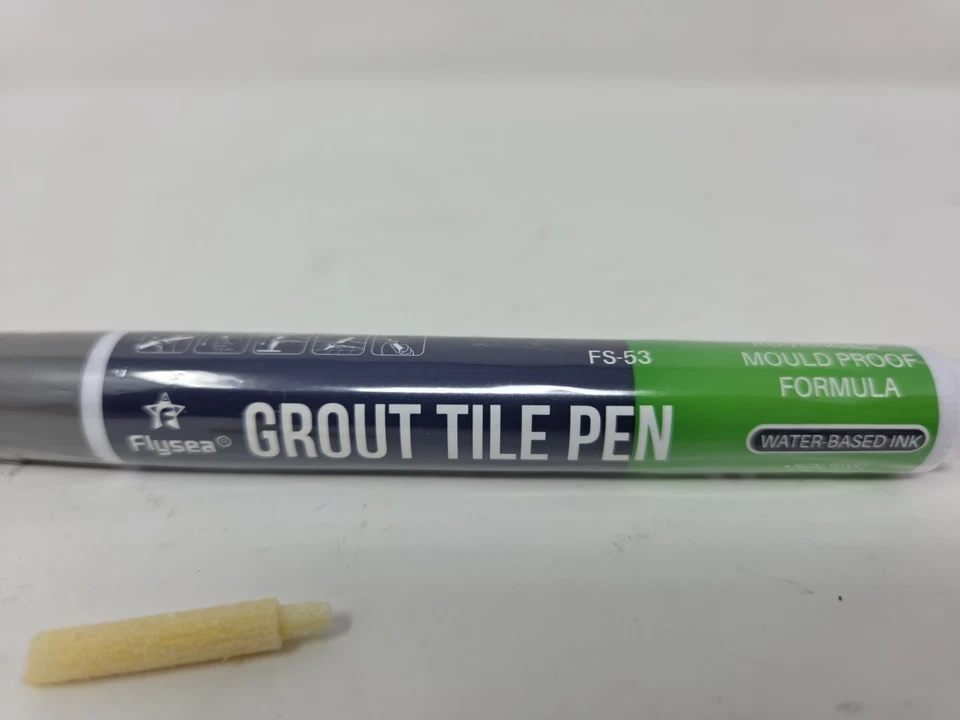 FS-53
MOULD PROOF
FORMULA
Flysea®
GROUT TILE PEN
WATER BASED INK